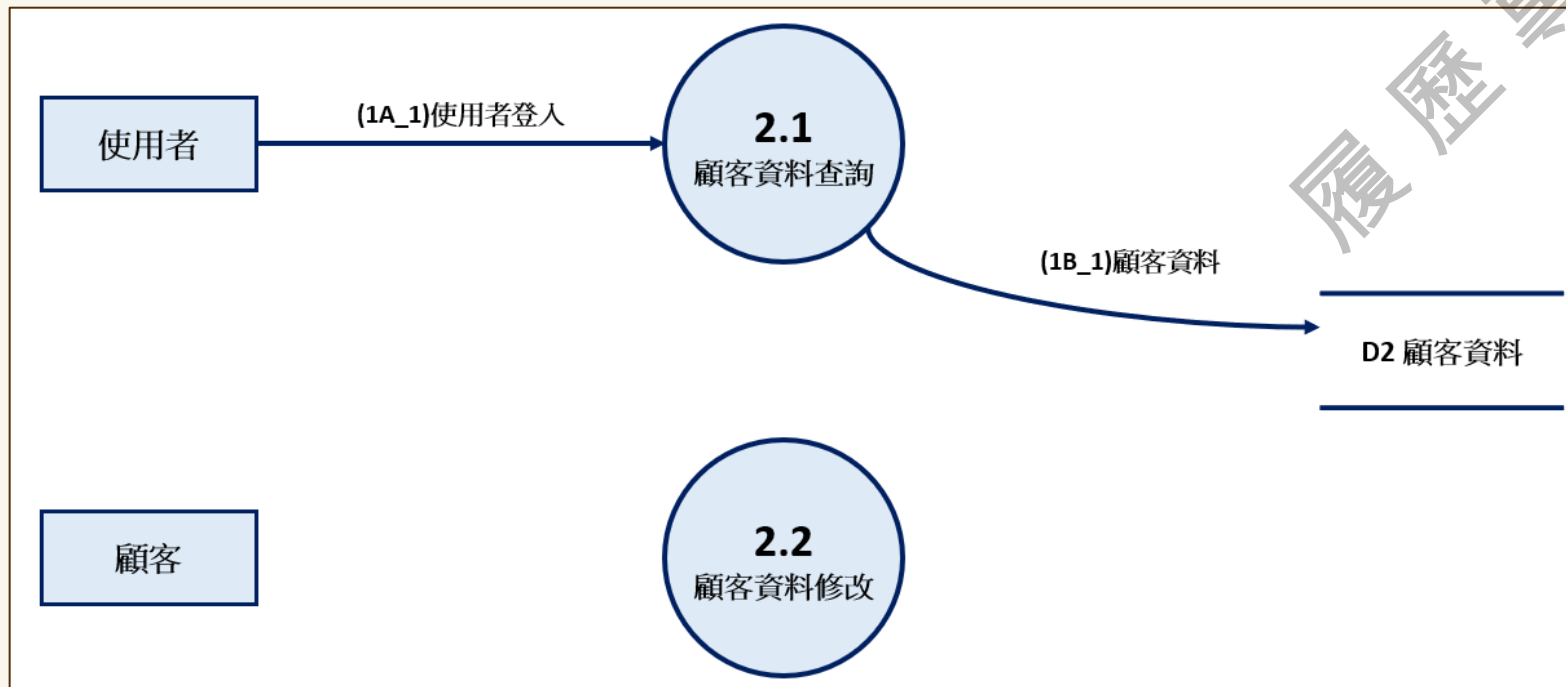 使用者
(1A_1)使用者登入
2.1
顧客資料查詢
(1B_1)顧客資料
D2 顧客資料
顧客
2.2
顧客資料修改
履歷